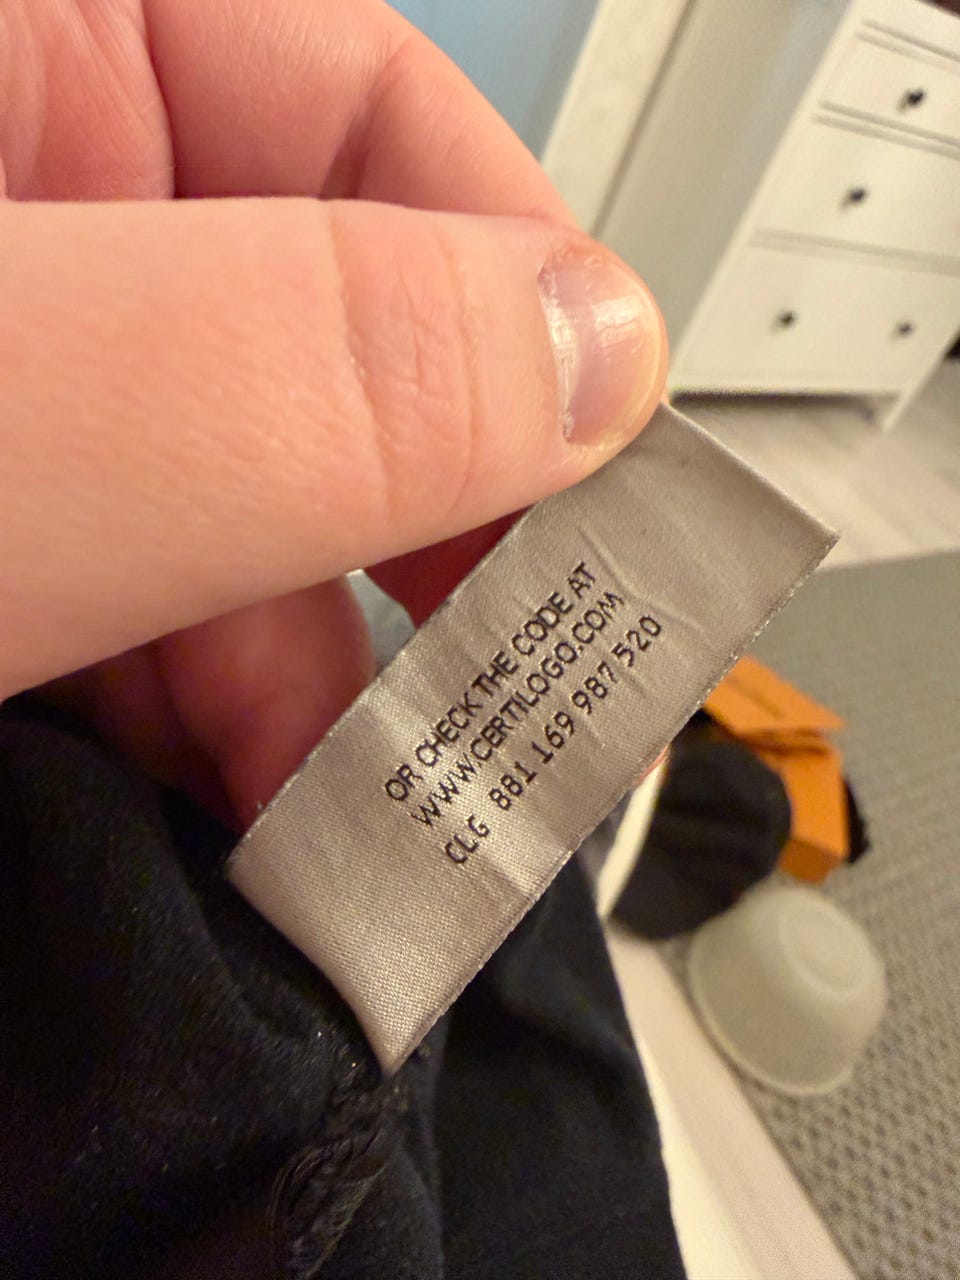 OR CHECK THE CODE AT
WWW.CERTILOGO.COM
CLG 881 169 987 520